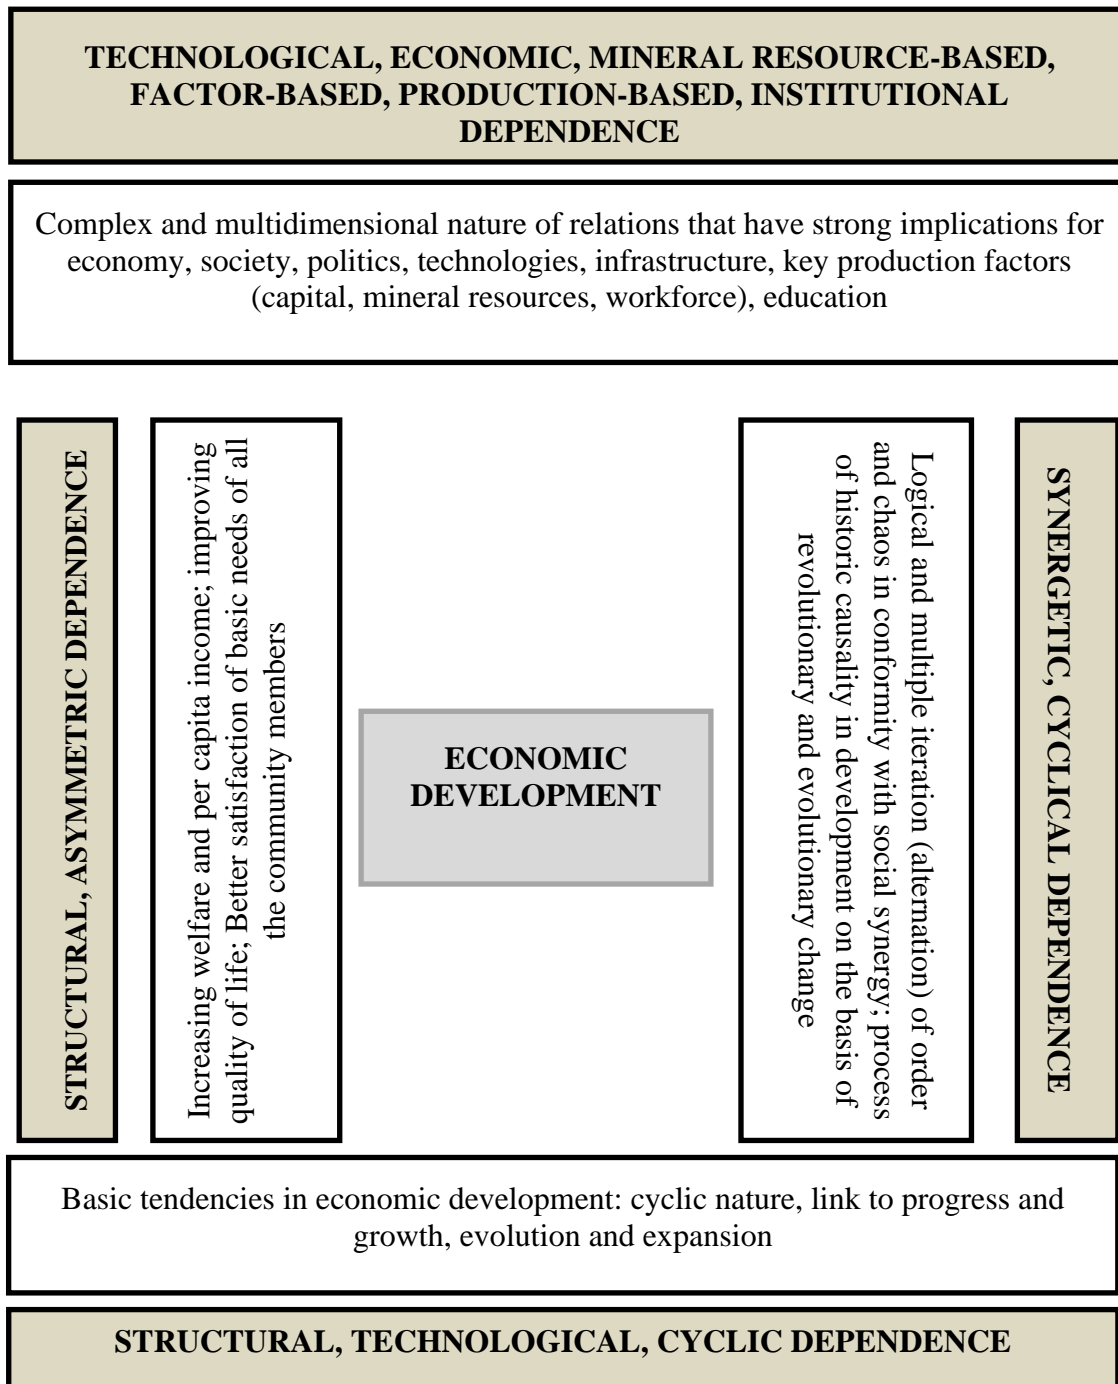 TECHNOLOGICAL, ECONOMIC, MINERAL RESOURCE-BASED,
FACTOR-BASED, PRODUCTION-BASED, INSTITUTIONAL
DEPENDENCE
Complex and multidimensional nature of relations that have strong implications for
economy, society, politics, technologies, infrastructure, key production factors
(capital, mineral resources, workforce), education
STRUCTURAL, ASYMMETRIC DEPENDENCE
Increasing welfare and per capita income; improving
quality of life; Better satisfaction of basic needs of all
the community members
ECONOMIC
DEVELOPMENT
Logical and multiple iteration (alternation) of order
and chaos in conformity with social synergy; process
of historic causality in development on the basis of
revolutionary and evolutionary change
SYNERGETIC, CYCLICAL DEPENDENCE
Basic tendencies in economic development: cyclic nature, link to progress and
growth, evolution and expansion
STRUCTURAL, TECHNOLOGICAL, CYCLIC DEPENDENCE